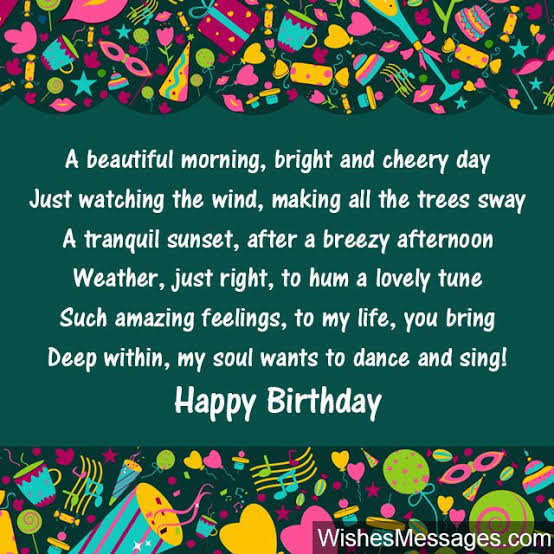 A beautiful morning, bright and cheery day
Just watching the wind, making all the trees sway
A tranquil sunset, after a breezy afternoon
Weather, just right, to hum a lovely tune
Such amazing feelings, to my life, you bring
Deep within, my soul wants to dance and sing!
Happy Birthday
WishesMessages.com